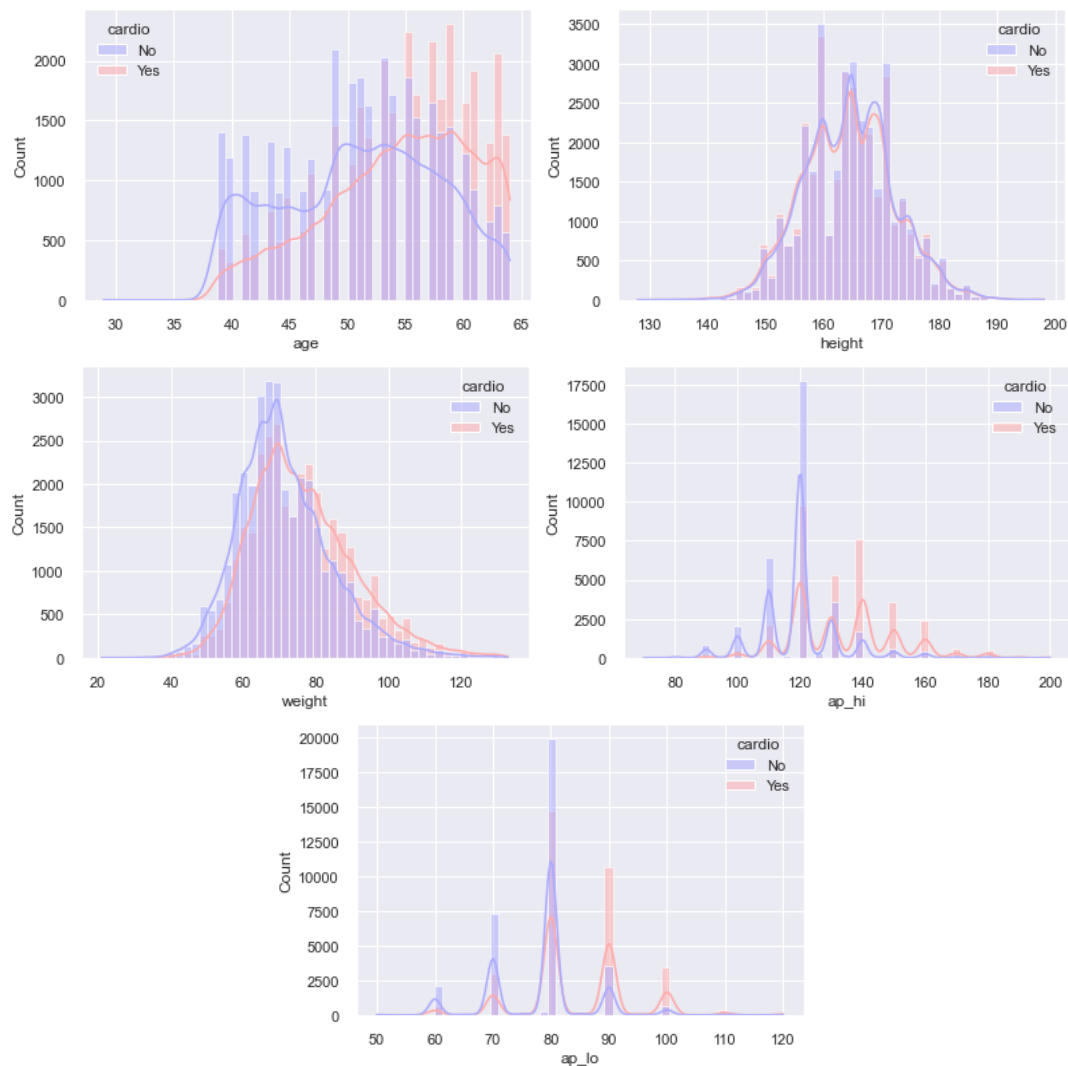 cardio
No
Yes
2000
1500
1000
500
0
Count
30 35 40 45 50 55 60 65
age
cardio
No
Yes
3500
3000
2500
2000
1500
1000
500
0
Count
130 140 150 160 170 180 190 200
height
cardio
No
Yes
3000
2500
2000
1500
1000
500
0
Count
20 40 60 80 100 120
weight
cardio
No
Yes
17500
15000
12500
10000
7500
5000
2500
0
Count
80 100 120 140 160 180 200
ap_hi
cardio
No
Yes
20000
17500
15000
12500
10000
7500
5000
2500
0
Count
50 60 70 80 90 100 110 120
ap_lo